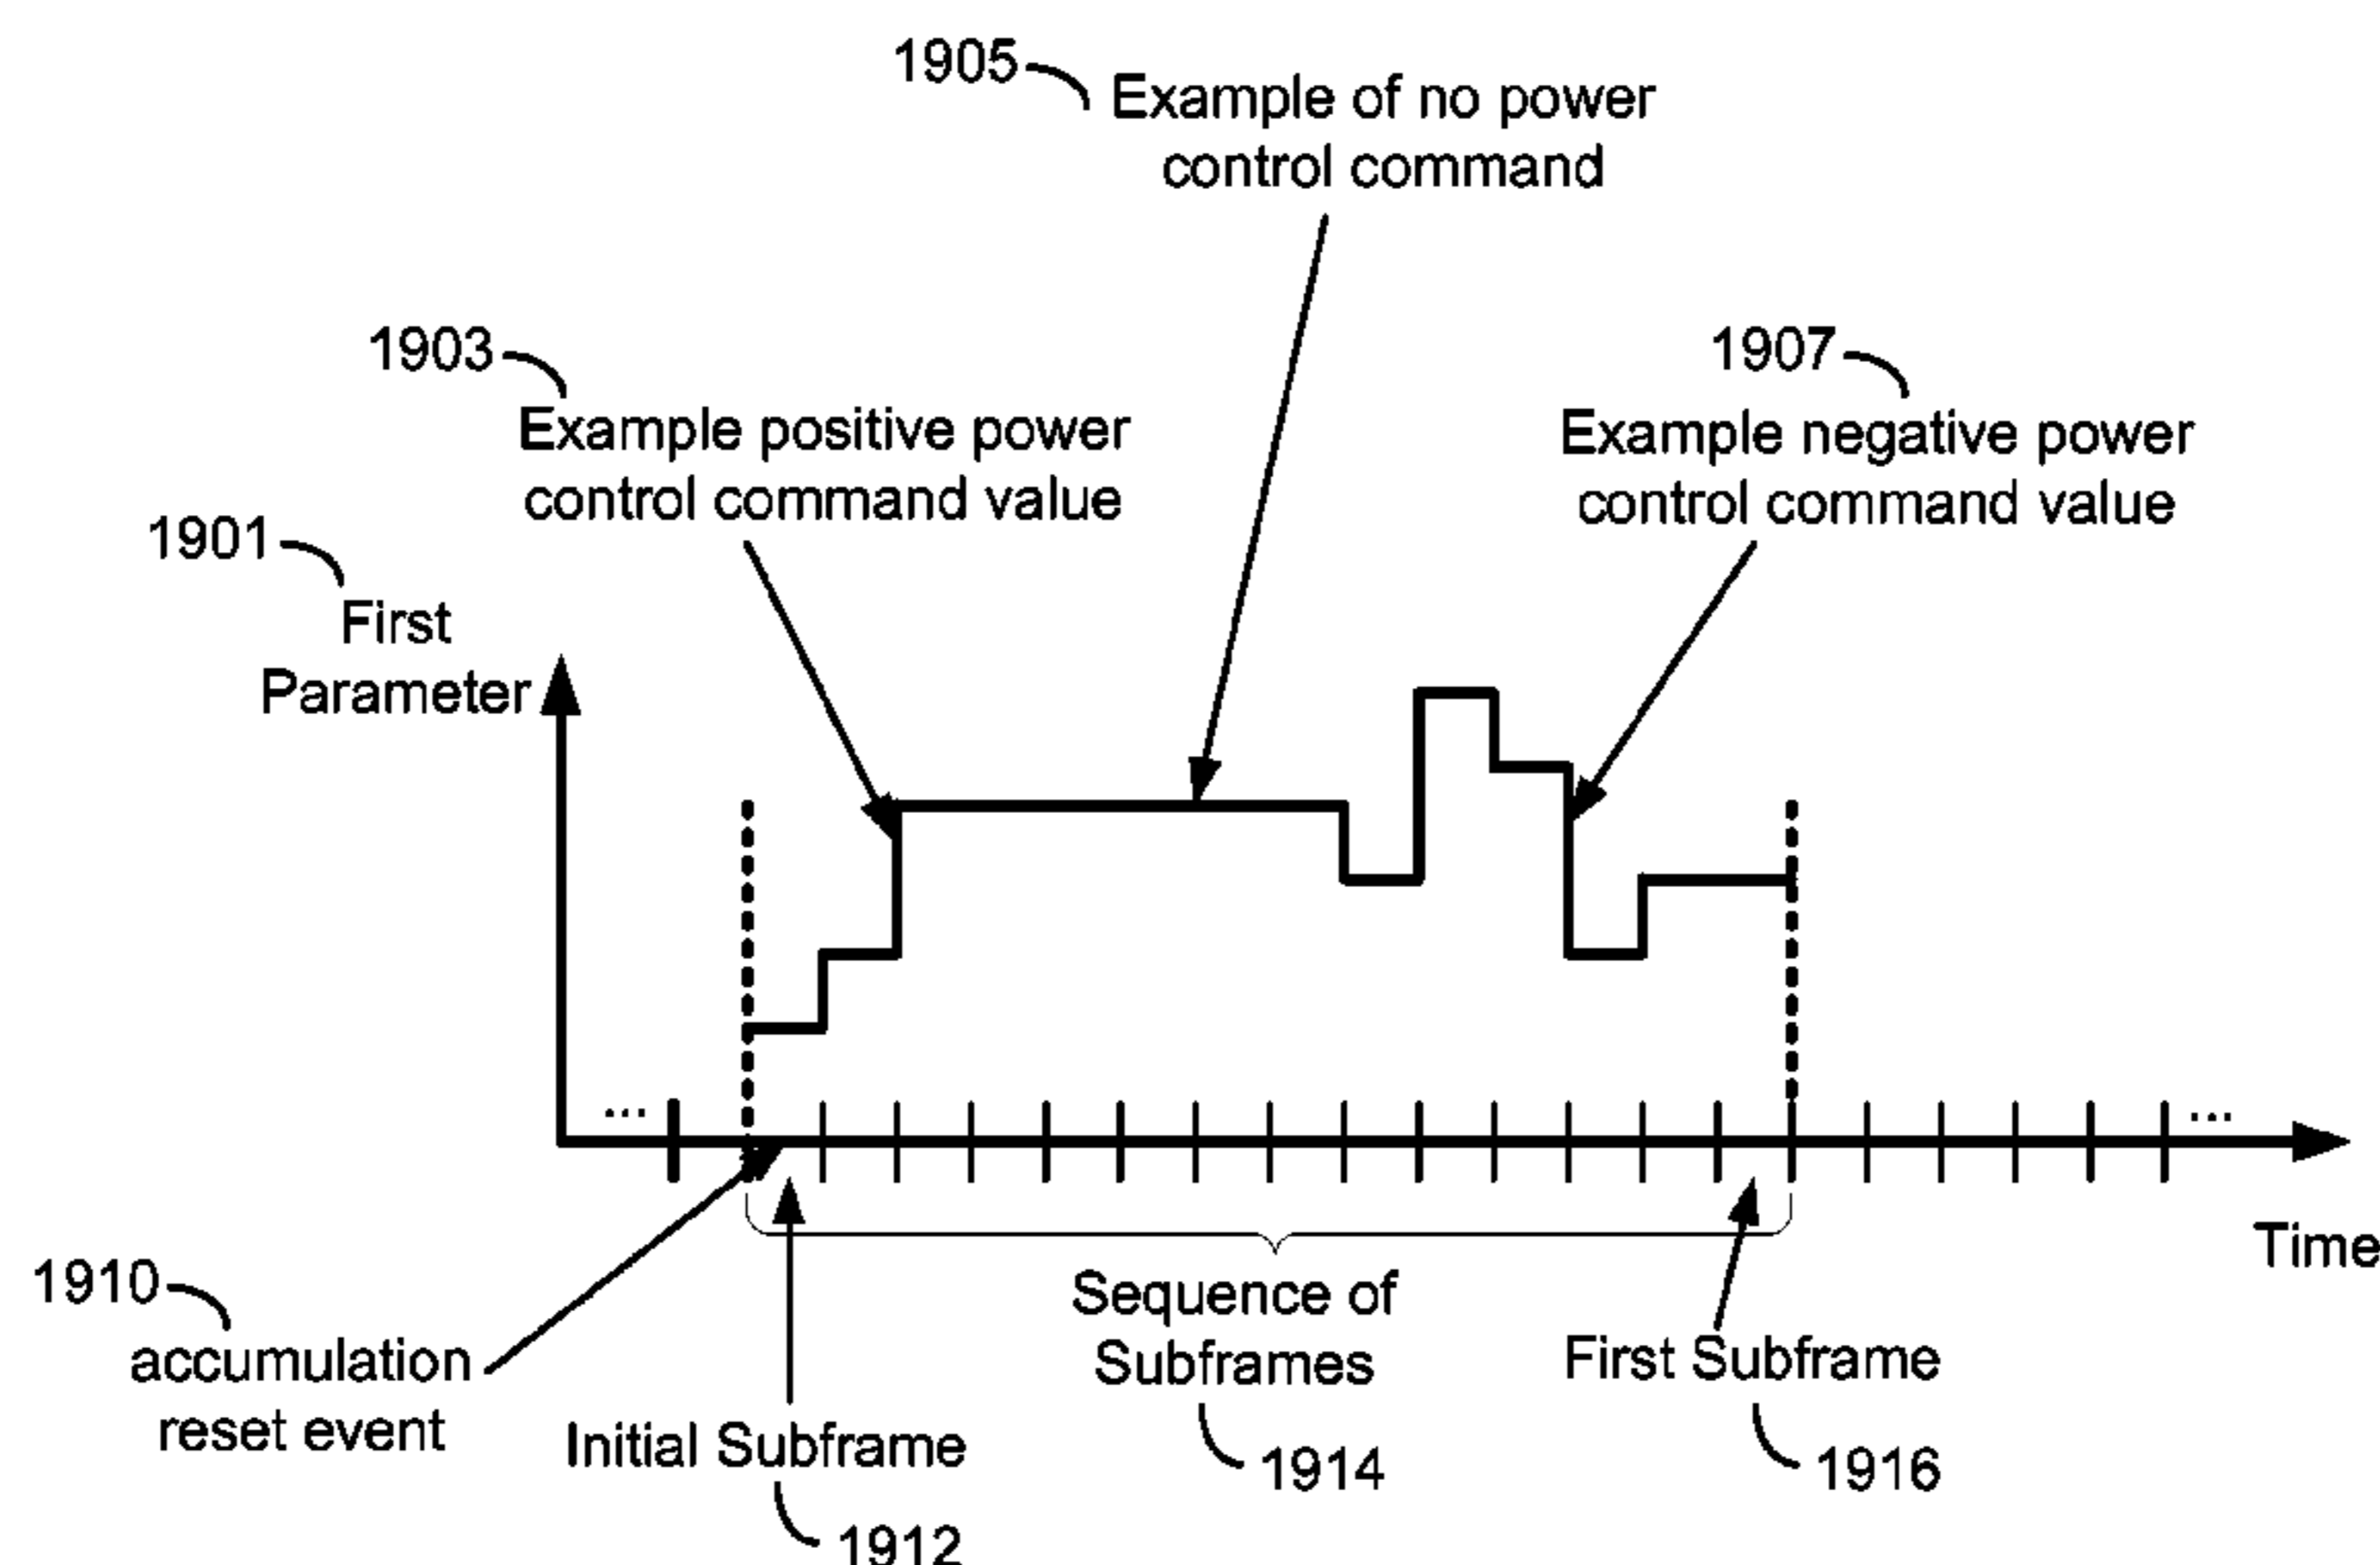 1905
Example of no power
control command
1903
Example positive power
control command value
1907
Example negative power
control command value
1901
First
Parameter
...
...
Time
1910
accumulation
reset event
Initial Subframe
1912
Sequence of
Subframes
1914
First Subframe
1916